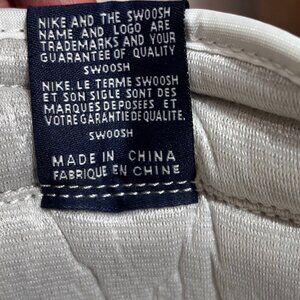 NIKE AND THE SWOOSH
NAME AND LOGO ARE
TRADEMARKS AND YOUR
GUARANTEE OF QUALITY
SWOOSH
NIKE, LE TERME SWOOSH
ET SON SIGLE SONT DES
MARQUES DEPOSEES ET
VOTRE GARANTIE DE QUALITE.
SWOOSH
MADE IN CHINA
FABRIQUE EN CHINE